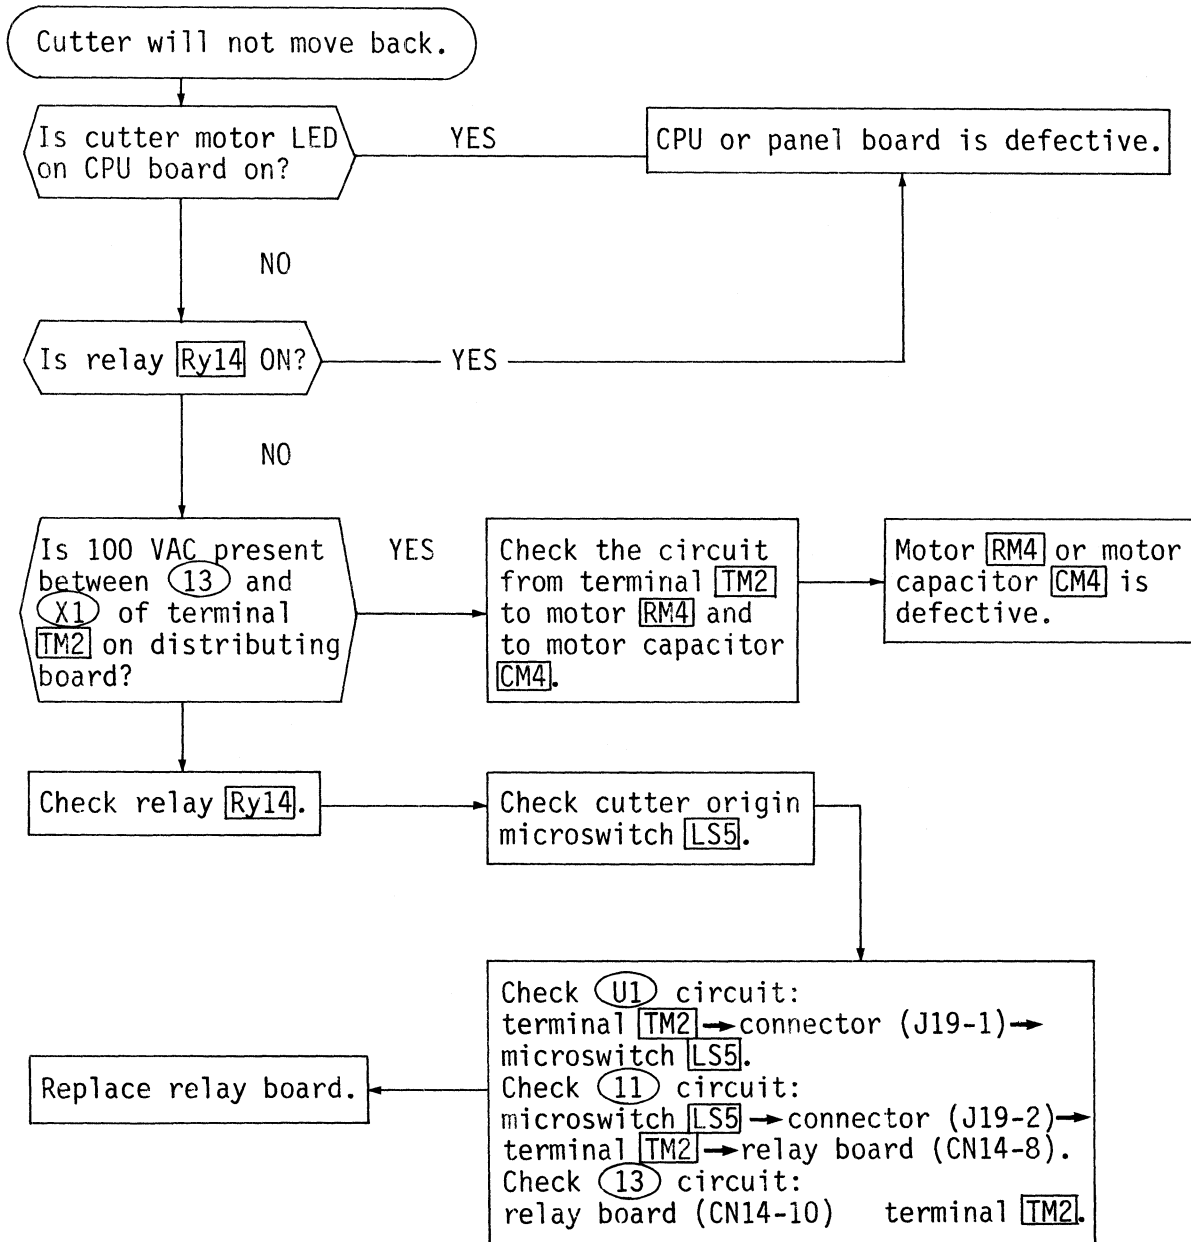 Cutter will not move back.
Is cutter motor LED
on CPU board on?
YES
CPU or panel board is defective.
NO
Is relay Ry14 ON?
YES
NO
Is 100 VAC present
between 13 and
X1 of terminal
TM2 on distributing
board?
YES
Check the circuit
from terminal TM2
to motor RM4 and
to motor capacitor
CM4.
Motor RM4 or motor
capacitor CM4 is
defective.
Check relay Ry14.
Check cutter origin
microswitch LS5.
Check U1 circuit:
terminal TM2→connector (J19-1)→
microswitch LS5.
Check 11 circuit:
microswitch LS5→connector (J19-2)→
terminal TM2→relay board (CN14-8).
Check 13 circuit:
relay board (CN14-10) terminal TM2.
Replace relay board.